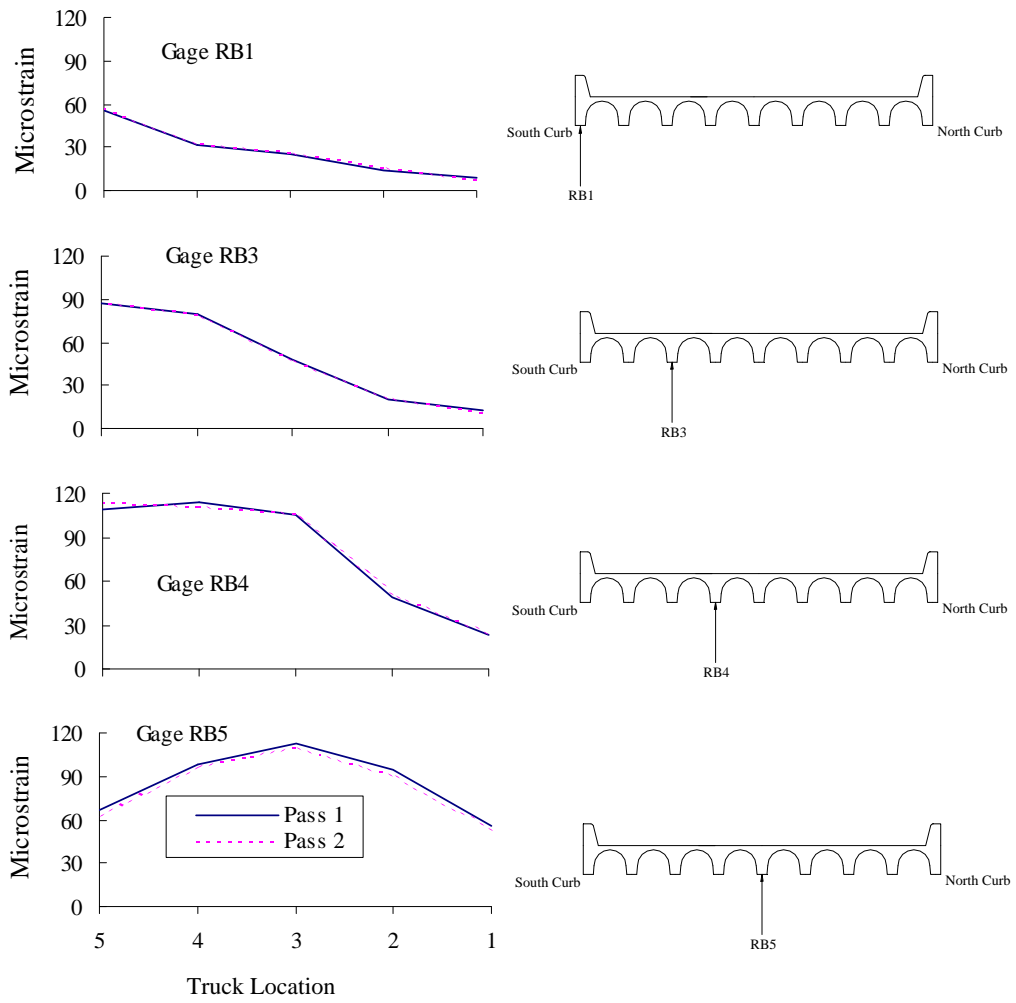 120
Gage RB1
90
60
30
0
Microstrain
South Curb
North Curb
RB1
Gage RB3
120
90
60
30
0
Microstrain
South Curb
North Curb
RB3
120
90
Gage RB4
60
30
0
Microstrain
South Curb
North Curb
RB4
Gage RB5
120
90
60
30
0
Microstrain
Pass 1
Pass 2
5 4 3 2 1
Truck Location
South Curb
North Curb
RB5